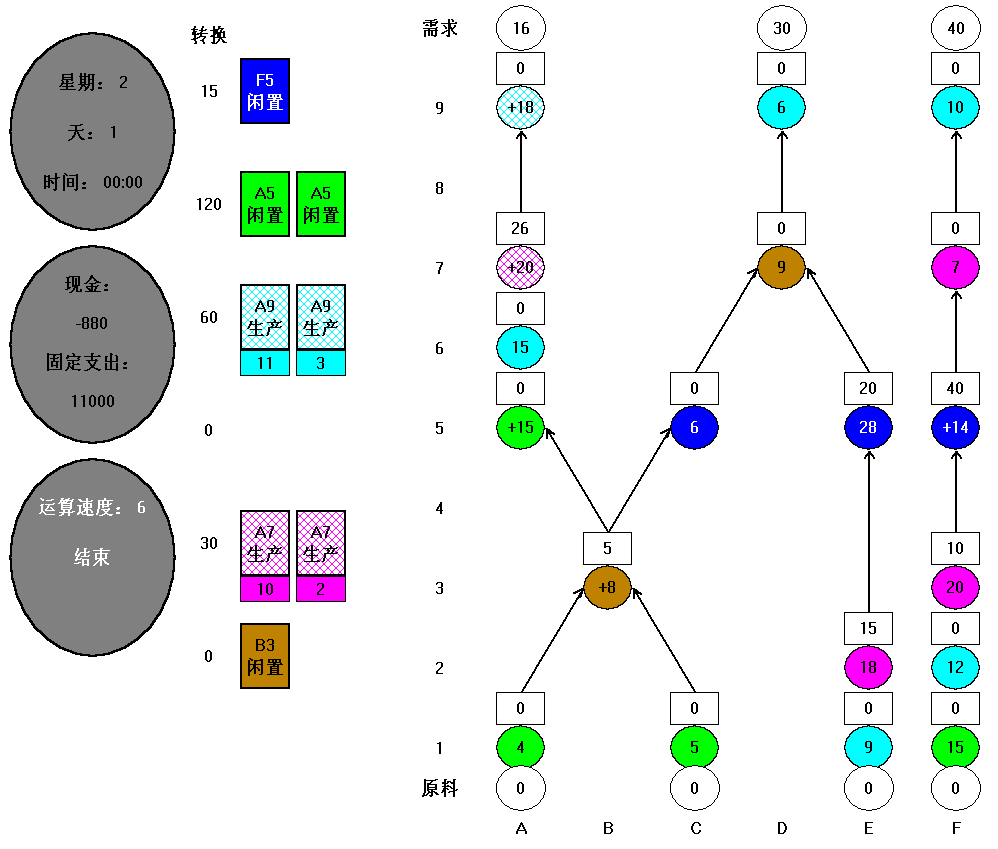 星期： 2
天： 1
时间： 00:00
现金：
-880
固定支出：
11000
运算速度： 6
结束
转换
15
F5
闲置
120
A5
闲置
A5
闲置
60
A9
生产
11
A9
生产
3
0
30
A7
生产
10
A7
生产
2
0
B3
闲置
需求 16 30 40
0 0 0
9 +18 6 10
8
26 0 0
7 +20 9 7
0
6 15
0 0 20 40
5 +15 6 28 +14
4
5 10
3 +8 20
15 0
2 18 12
0 0 0 0
1 4 5 9 15
原料 0 0 0 0
A B C D E F